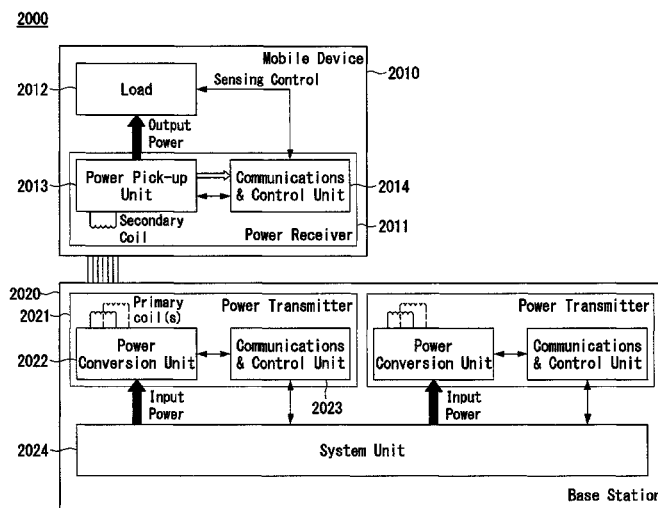 2000
Mobile Device
2010
2012
Load
Sensing Control
Output
Power
2013
Power Pick-up
Unit
Communications
& Control Unit
2014
Secondary
Coil
Power Receiver
2011
2020
2021
Primary
coil(s)
Power Transmitter
Power Transmitter
2022
Power
Conversion Unit
Communications
& Control Unit
Power
Conversion Unit
Communications
& Control Unit
Input
Power
2023
Input
Power
2024
System Unit
Base Station